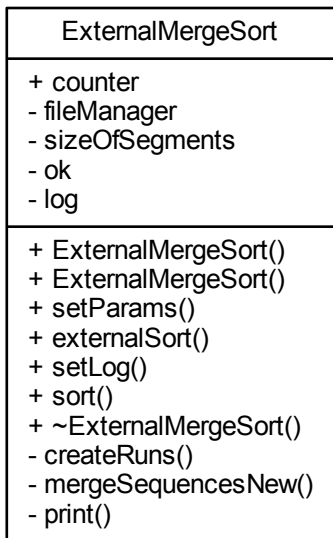 ExternalMergeSort
+ counter
- fileManager
- sizeOfSegments
- ok
- log
+ ExternalMergeSort()
+ ExternalMergeSort()
+ setParams()
+ externalSort()
+ setLog()
+ sort()
+ ~ExternalMergeSort()
- createRuns()
- mergeSequencesNew()
- print()